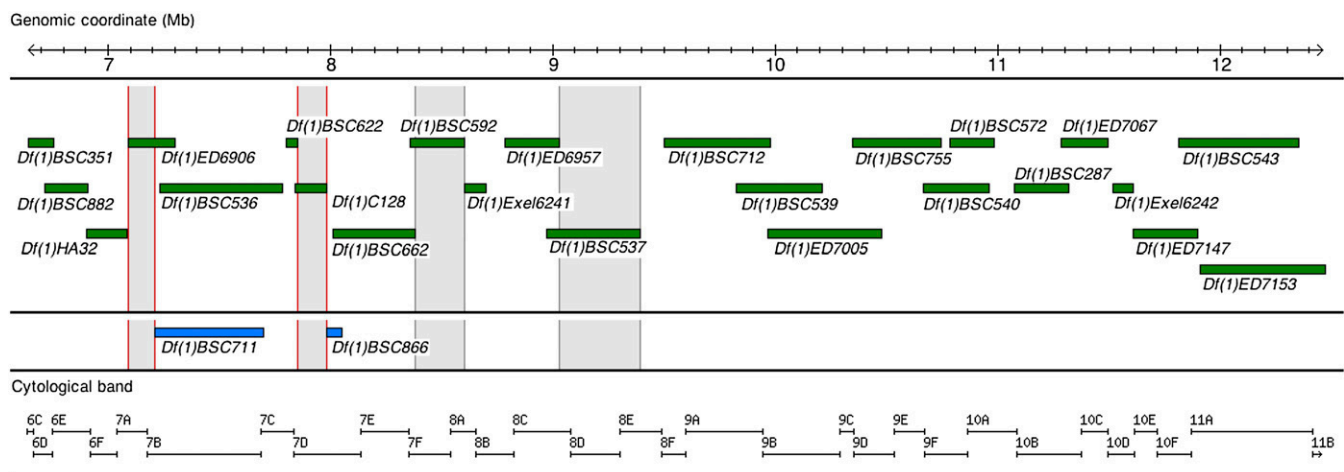 Genomic coordinate (Mb)
7 8 9 10 11 12
Df(1)BSC622 Df(1)BSC592 Df(1)BSC572 Df(1)ED7067
Df(1)BSC351 Df(1)ED6906 Df(1)ED6957 Df(1)BSC712 Df(1)BSC755 Df(1)BSC543
Df(1)BSC287
Df(1)BSC882 Df(1)BSC536 Df(1)C128 Df(1)Exel6241 Df(1)BSC539 Df(1)BSC540 Df(1)Exel6242
Df(1)HA32 Df(1)BSC662 Df(1)BSC537 Df(1)ED7005 Df(1)ED7147
Df(1)ED7153
Df(1)BSC711 Df(1)BSC866
Cytological band
6C 6E 7A 7C 7E 8A 8C 8E 9A 9C 9E 10A 10C 10E 11A
6D 6F 7B 7D 7F 8B 8D 8F 9B 9D 9F 10B 10D 10F 11B